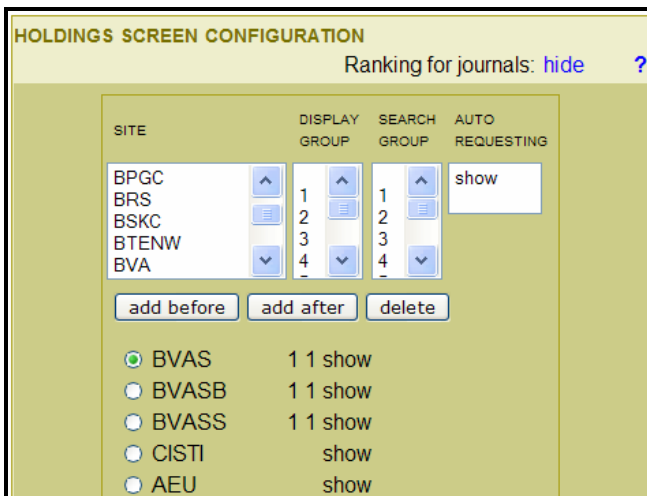 HOLDINGS SCREEN CONFIGURATION
Ranking for journals: hide ?
SITE DISPLAY GROUP SEARCH GROUP AUTO REQUESTING
BPGC
BRS
BSKC
BTENW
BVA
1
2
3
4
1
2
3
4
show
add before add after delete
BVAS 1 1 show
BVASB 1 1 show
BVASS 1 1 show
CISTI show
AEU show